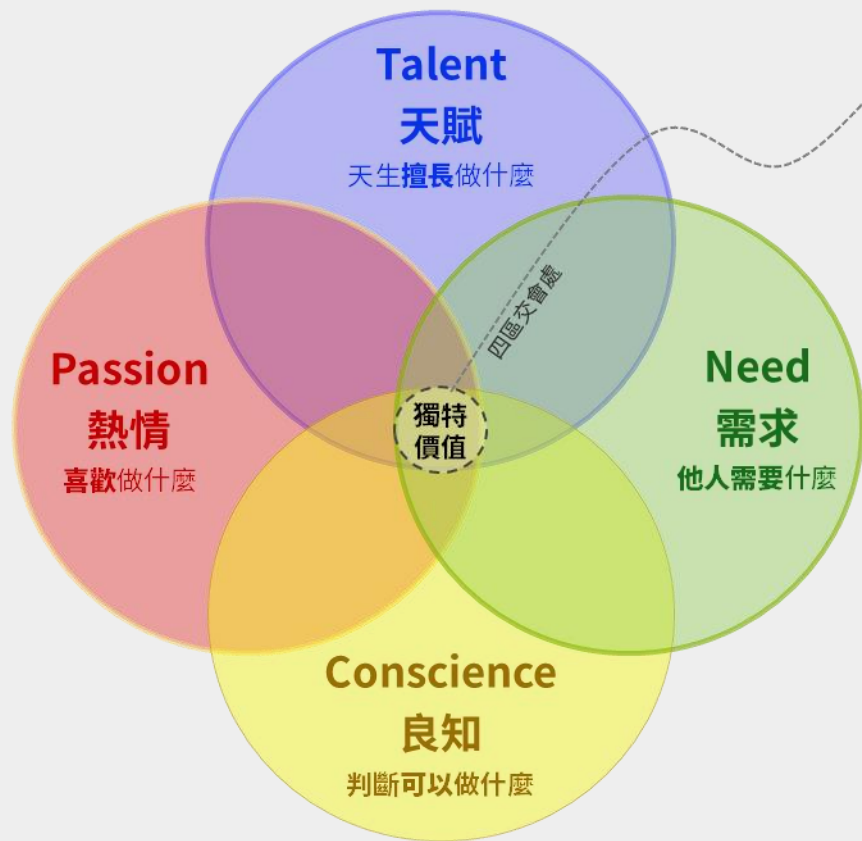 Talent
天賦
天生擅長做什麼
四區交會處
Passion
熱情
喜歡做什麼
獨特
價值
Need
需求
他人需要什麼
Conscience
良知
判斷可以做什麼